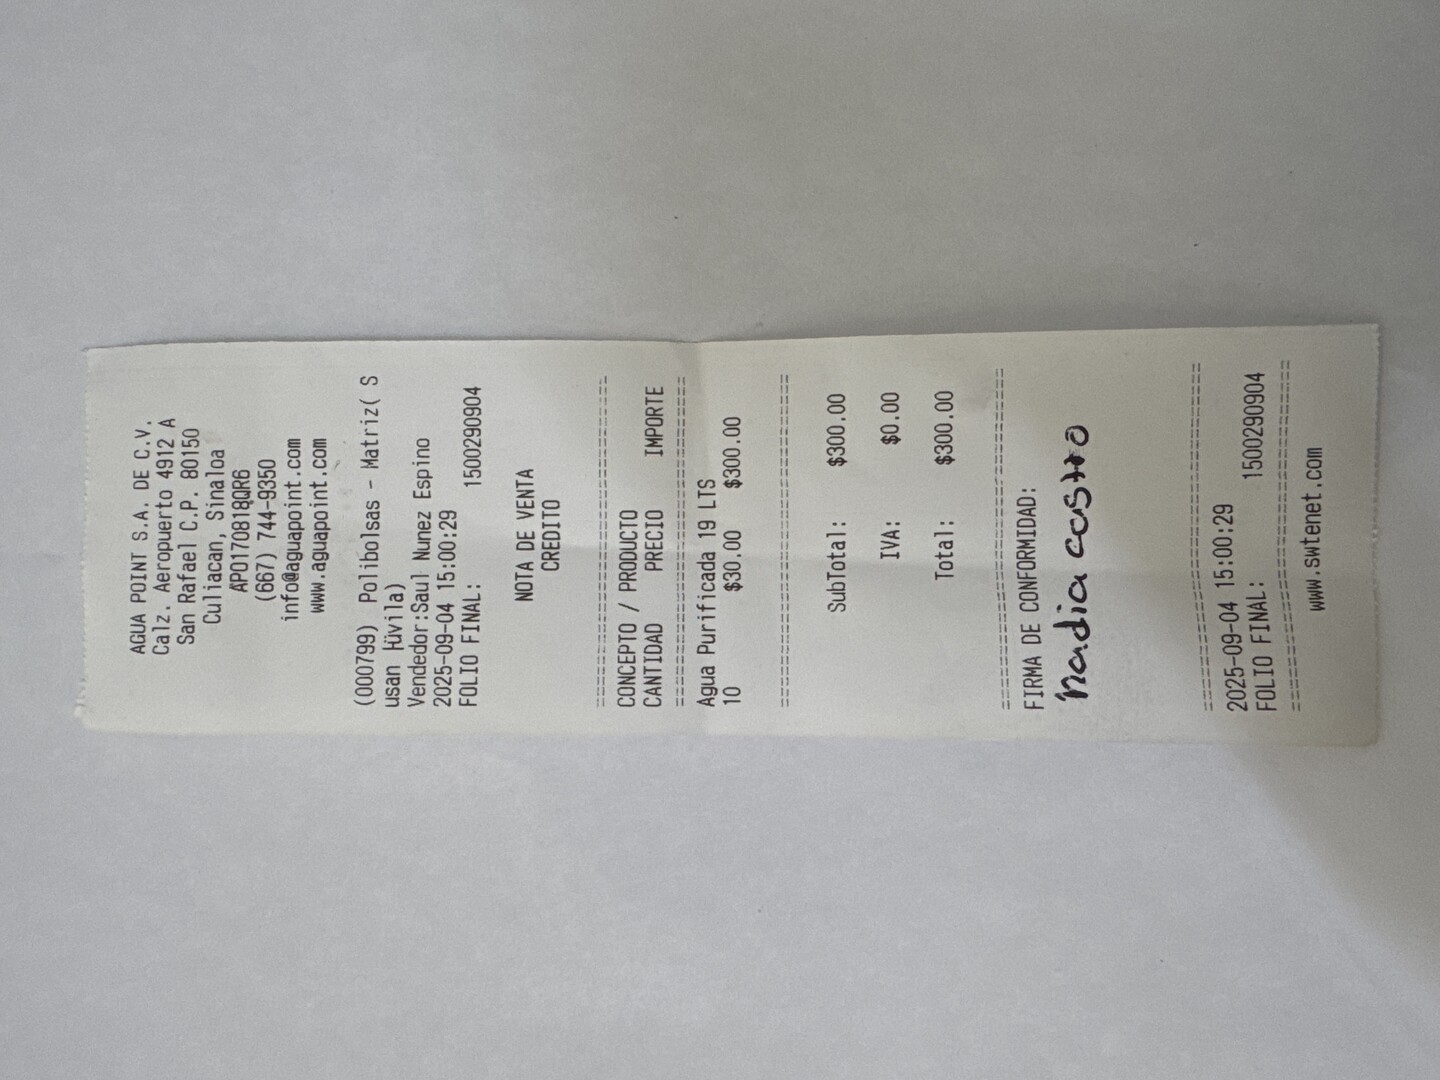 AGUA POINT S.A. DE C.V.
Calz. Aeropuerto 4912 A
San Rafael C.P. 80150
Culiacan, Sinaloa
APO170818QR6
(667) 744-9350
info@aguapoint.com
www.aguapoint.com
(000799) Polibolsas - Matriz( S
usan Hüvila)
Vendedor:Saul Nunez Espino
2025-09-04 15:00:29
FOLIO FINAL: 1500290904
NOTA DE VENTA
CREDITO
==============================
CONCEPTO / PRODUCTO
CANTIDAD PRECIO IMPORTE
==============================
Agua Purificada 19 LTS
10 $30.00 $300.00
==============================
SubTotal: $300.00
IVA: $0.00
Total: $300.00
==============================
FIRMA DE CONFORMIDAD:
nadia castro
==============================
2025-09-04 15:00:29
FOLIO FINAL: 1500290904
==============================
www.swtenet.com